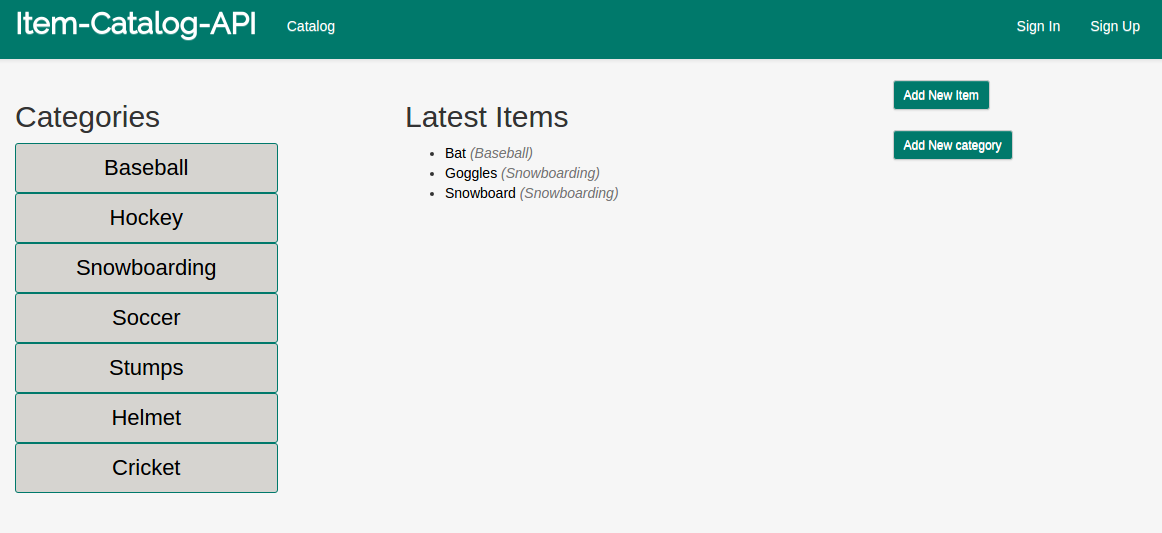 Item-Catalog-API Catalog Sign In Sign Up
Categories
Baseball
Hockey
Snowboarding
Soccer
Stumps
Helmet
Cricket
Latest Items
Bat (Baseball)
Goggles (Snowboarding)
Snowboard (Snowboarding)
Add New Item
Add New category